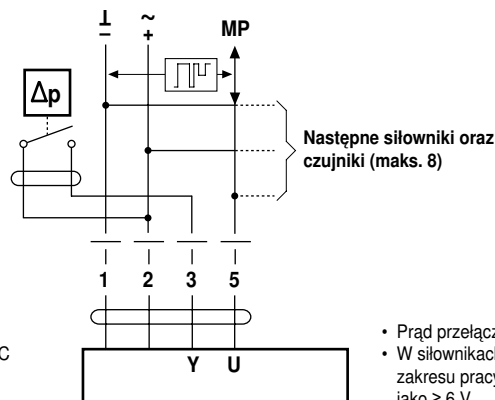 ⊥ ~
– +
MP
Δp
Następne siłowniki oraz
czujniki (maks. 8)
1 2 3 5
Y U
C
• Prąd przełącz
• W siłownikach
zakresu pracy
jako ≥ 6 V